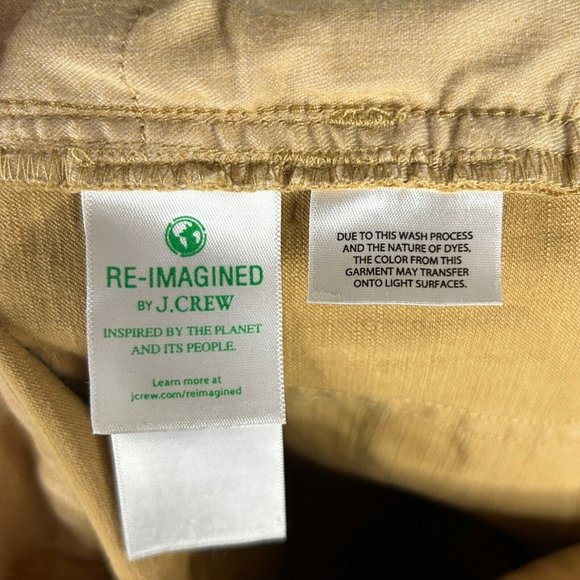 RE-IMAGINED
BY J.CREW
INSPIRED BY THE PLANET
AND ITS PEOPLE.
Learn more at
jcrew.com/reimagined
DUE TO THIS WASH PROCESS
AND THE NATURE OF DYES,
THE COLOR FROM THIS
GARMENT MAY TRANSFER
ONTO LIGHT SURFACES.